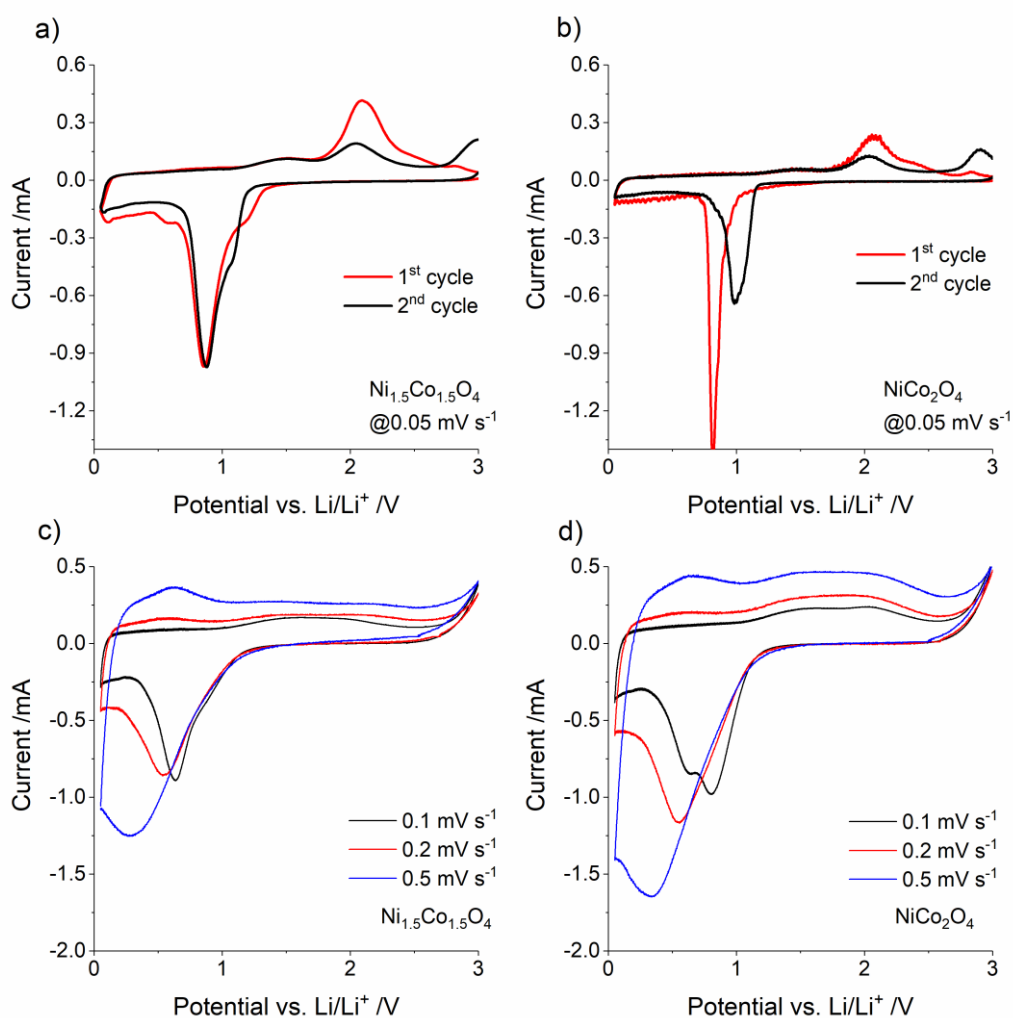 a)
0.6
0.3
0.0
-0.3
-0.6
-0.9
-1.2
Current /mA
1st cycle
2nd cycle
Ni1.5Co1.5O4
@0.05 mV s-1
0 1 2 3
Potential vs. Li/Li+ /V
b)
0.6
0.3
0.0
-0.3
-0.6
-0.9
-1.2
Current /mA
1st cycle
2nd cycle
NiCo2O4
@0.05 mV s-1
0 1 2 3
Potential vs. Li/Li+ /V
c)
0.5
0.0
-0.5
-1.0
-1.5
-2.0
Current /mA
0.1 mV s-1
0.2 mV s-1
0.5 mV s-1
Ni1.5Co1.5O4
0 1 2 3
Potential vs. Li/Li+ /V
d)
0.5
0.0
-0.5
-1.0
-1.5
-2.0
Current /mA
0.1 mV s-1
0.2 mV s-1
0.5 mV s-1
NiCo2O4
0 1 2 3
Potential vs. Li/Li+ /V